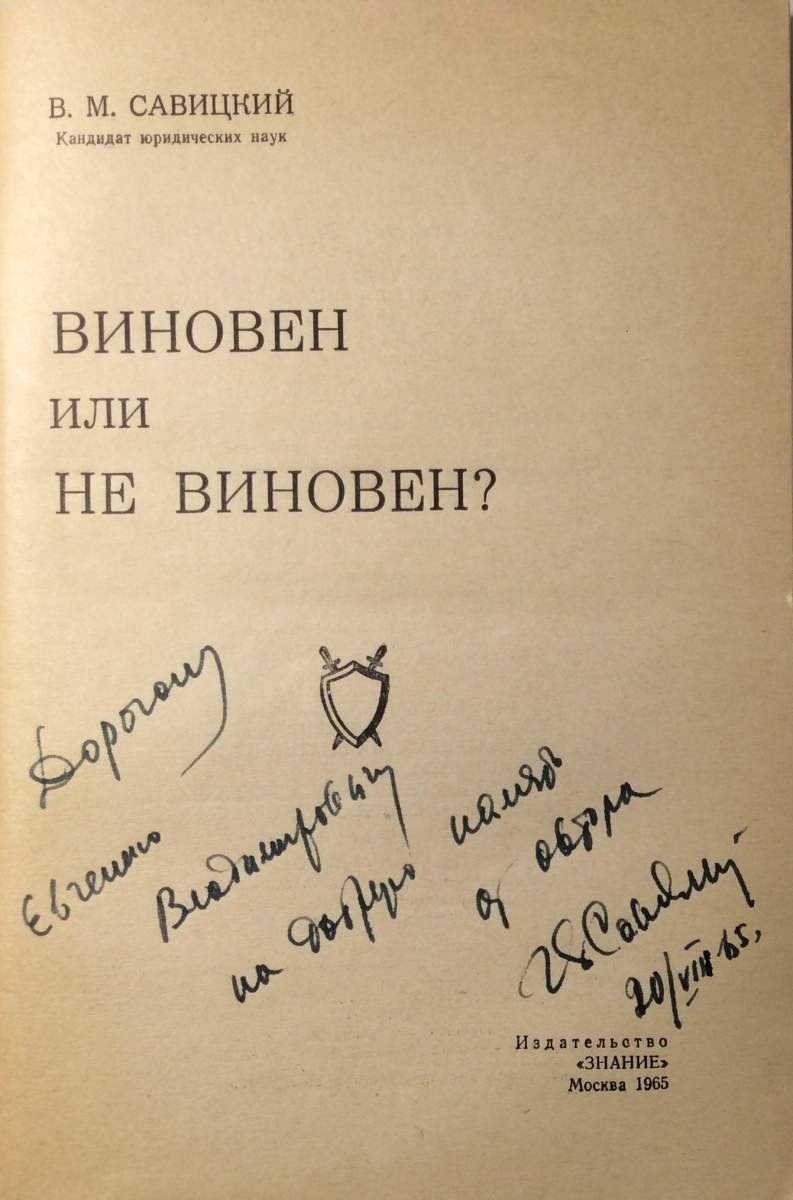 В. М. САВИЦКИЙ
Кандидат юридических наук
ВИНОВЕН
ИЛИ
НЕ ВИНОВЕН?
Дорогому
Евгению
Владимировичу
на добрую память
от автора
Савицкий
20/VIII-65.
Издательство
«ЗНАНИЕ»
Москва 1965